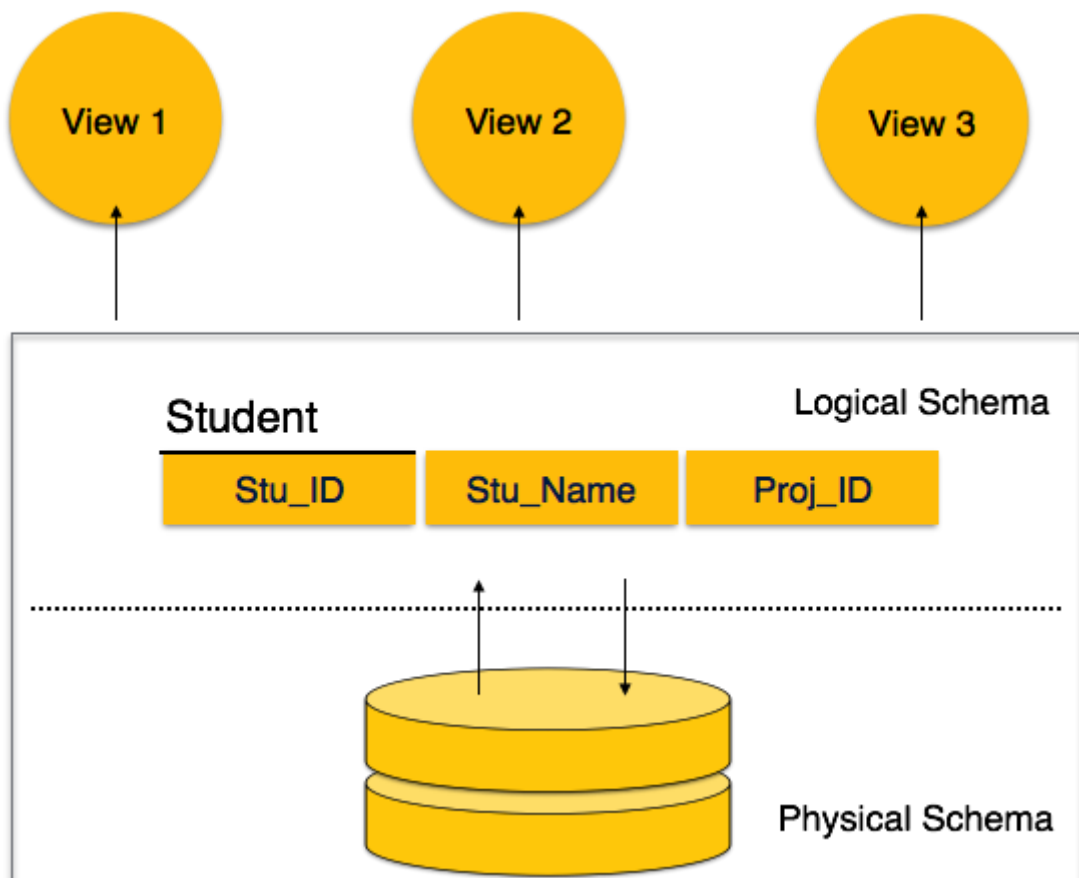 View 1
View 2
View 3
Logical Schema
Student
Stu_ID
Stu_Name
Proj_ID
Physical Schema